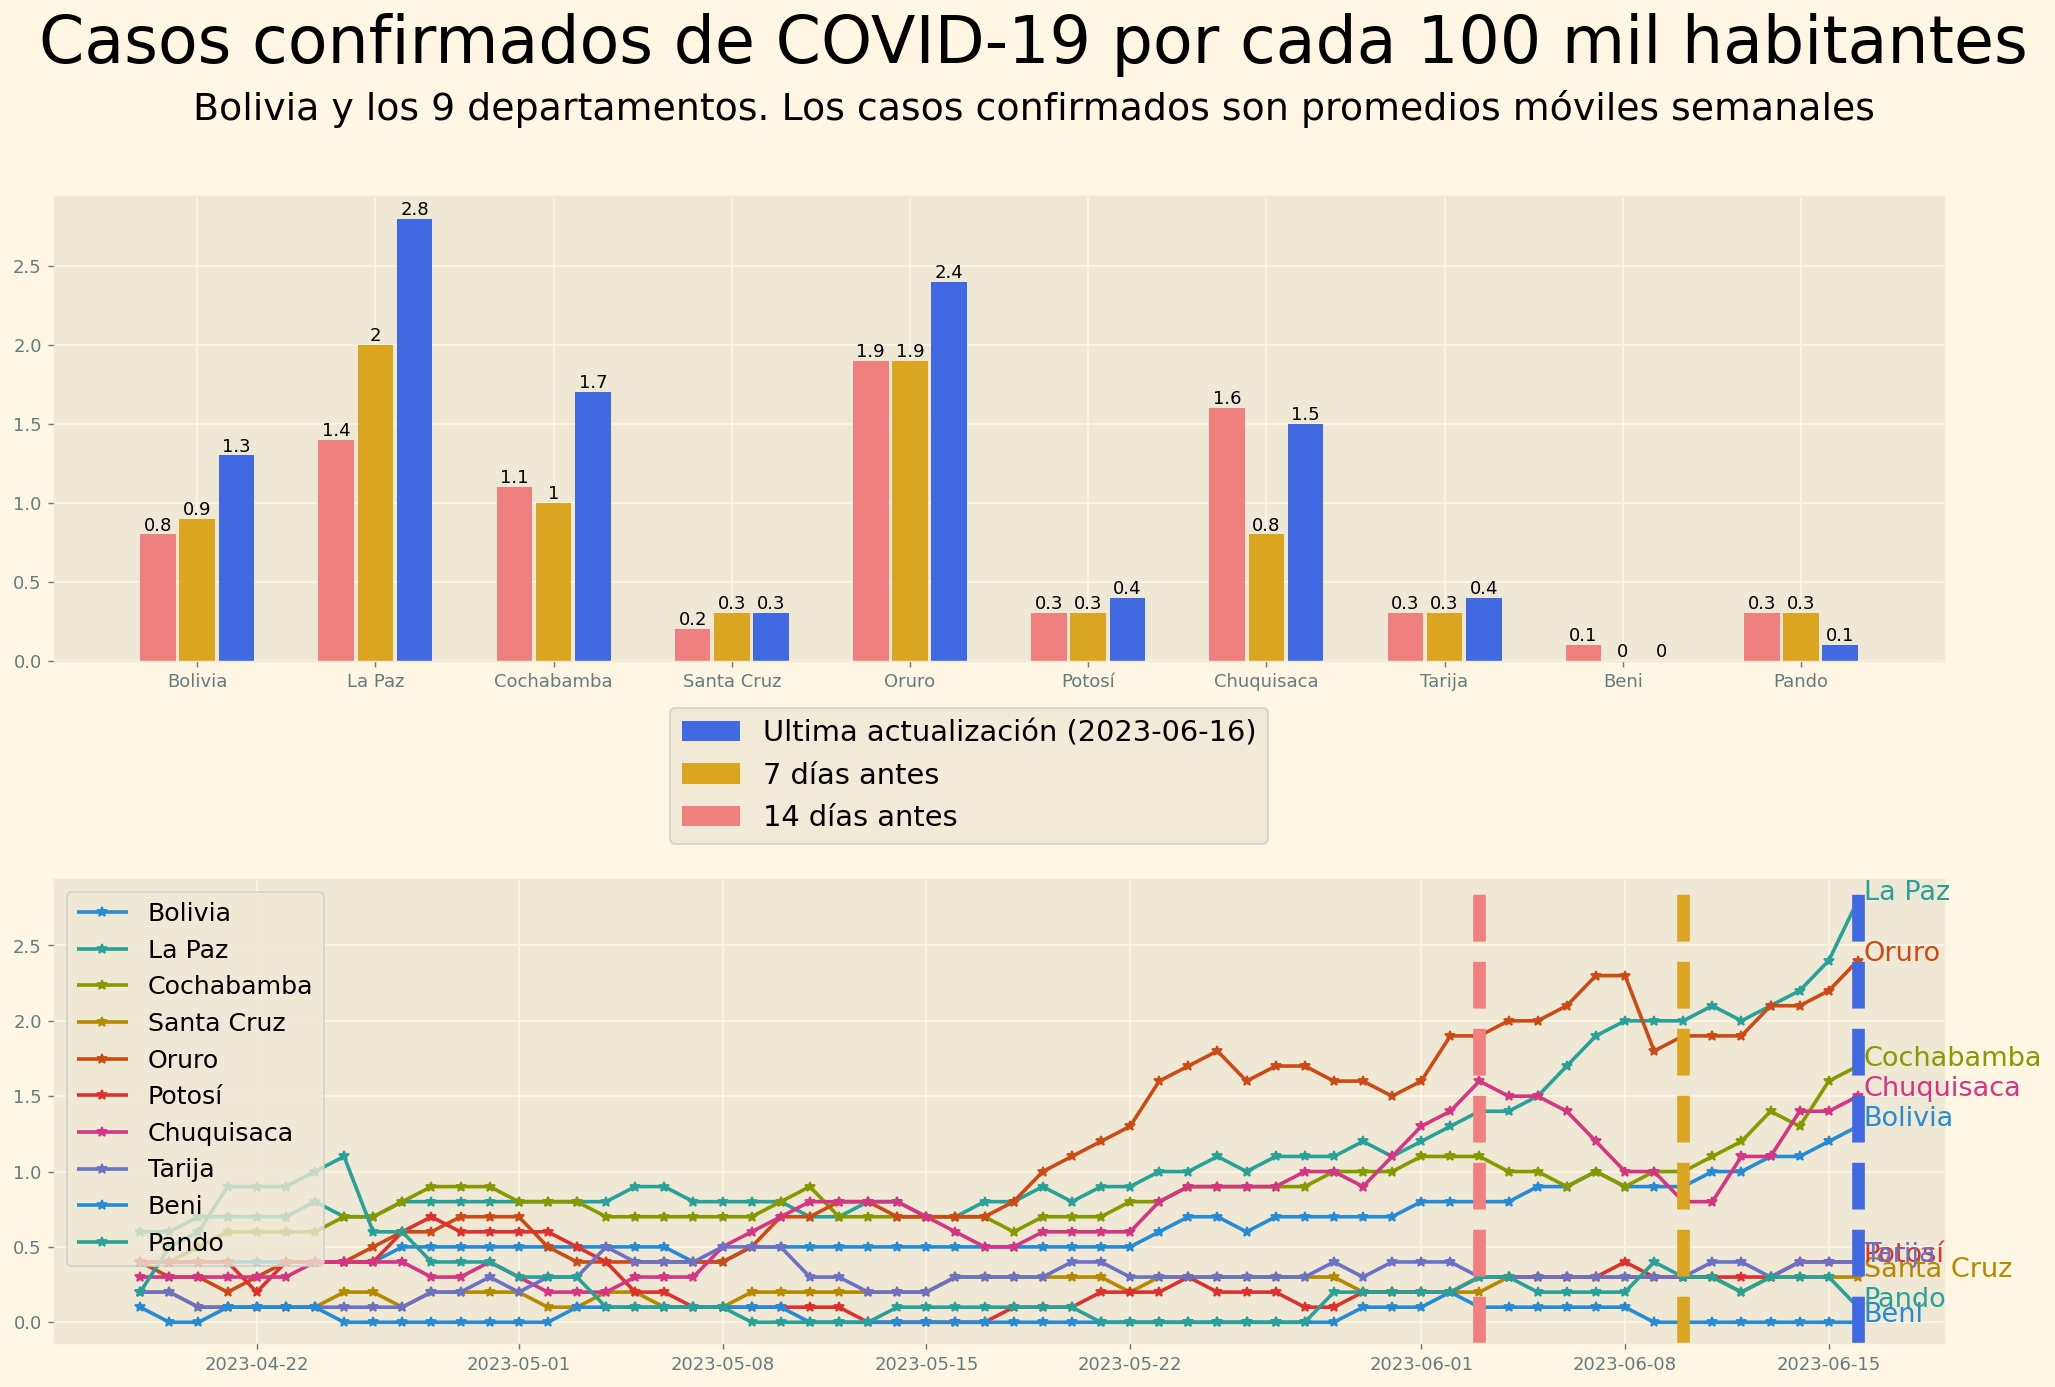 Casos confirmados de COVID-19 por cada 100 mil habitantes
Bolivia y los 9 departamentos. Los casos confirmados son promedios móviles semanales
2.5
2.0
1.5
1.0
0.5
0.0
0.8 0.9 1.3
1.4 2 2.8
1.1 1 1.7
0.2 0.3 0.3
1.9 1.9 2.4
0.3 0.3 0.4
1.6 0.8 1.5
0.3 0.3 0.4
0.1 0 0
0.3 0.3 0.1
Bolivia La Paz Cochabamba Santa Cruz Oruro Potosí Chuquisaca Tarija Beni Pando
Ultima actualización (2023-06-16)
7 días antes
14 días antes
2.5
2.0
1.5
1.0
0.5
0.0
Bolivia
La Paz
Cochabamba
Santa Cruz
Oruro
Potosí
Chuquisaca
Tarija
Beni
Pando
La Paz
Oruro
Cochabamba
Chuquisaca
Bolivia
Tarija
Potosí
Santa Cruz
Pando
Beni
2023-04-22 2023-05-01 2023-05-08 2023-05-15 2023-05-22 2023-06-01 2023-06-08 2023-06-15